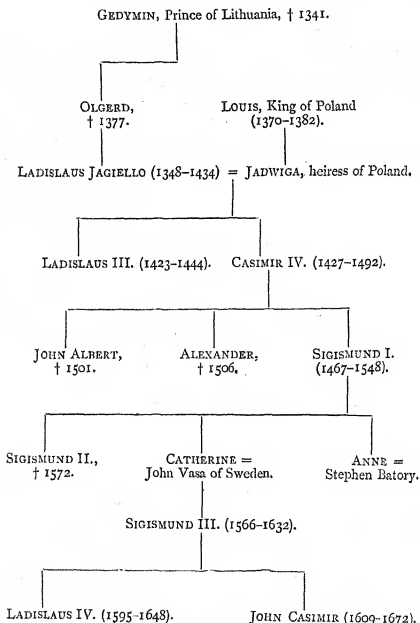 GEDYMIN, Prince of Lithuania, † 1341.
OLGERD,
† 1377.
LOUIS, King of Poland
(1370-1382).
LADISLAUS JAGIELLO (1348-1434) = JADWIGA, heiress of Poland.
LADISLAUS III. (1423-1444).
CASIMIR IV. (1427-1492).
JOHN ALBERT,
† 1501.
ALEXANDER,
† 1506.
SIGISMUND I.
(1467-1548).
SIGISMUND II.,
† 1572.
CATHERINE =
John Vasa of Sweden.
ANNE =
Stephen Batory.
SIGISMUND III. (1566-1632).
LADISLAUS IV. (1595-1648).
JOHN CASIMIR (1609-1672).